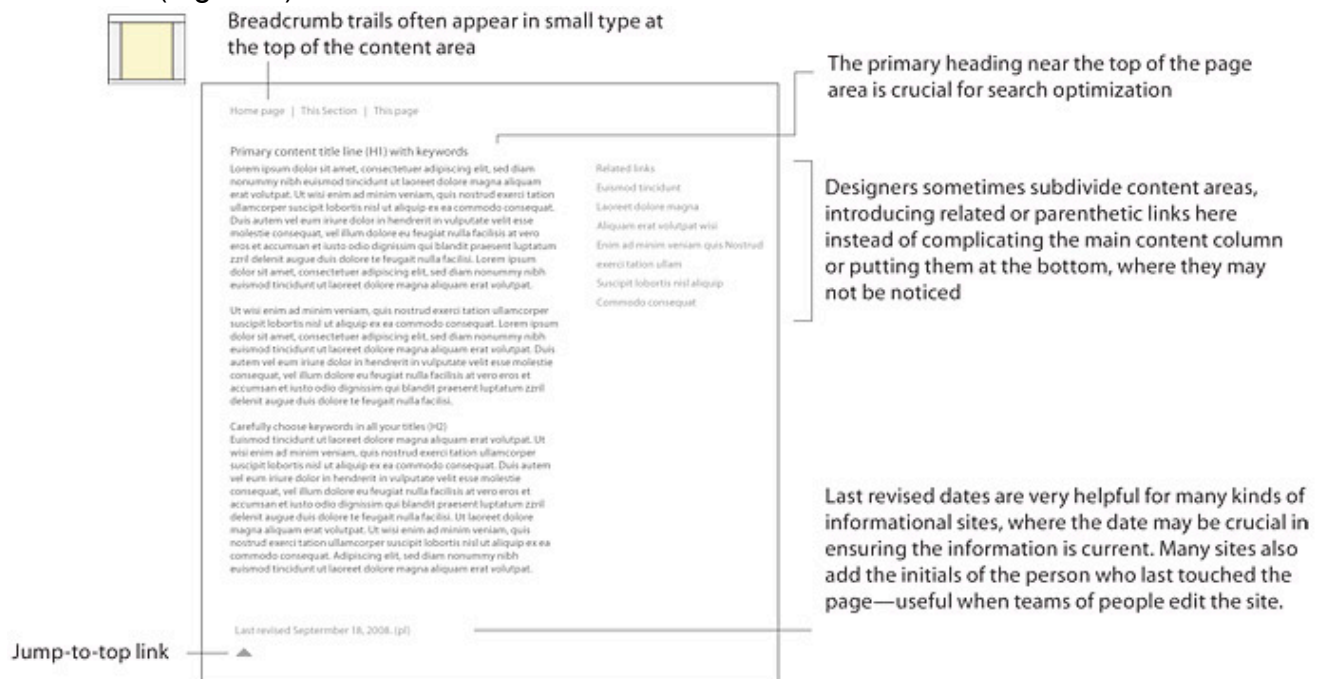 Breadcrumb trails often appear in small type at
the top of the content area
The primary heading near the top of the page
area is crucial for search optimization
Home page | This Section | This page
Primary content title line (H1) with keywords
Lorem ipsum dolor sit amet, consectetuer adipiscing elit, sed diam
nonummy nibh euismod tincidunt ut laoreet dolore magna aliquam
erat volutpat. Ut wisi enim ad minim veniam, quis nostrud exerci tation
ullamcorper suscipit lobortis nisl ut aliquip ex ea commodo consequat.
Duis autem vel eum iriure dolor in hendrerit in vulputate velit esse
molestie consequat, vel illum dolore eu feugiat nulla facilisis at vero
eros et accumsan et iusto odio dignissim qui blandit praesent luptatum
zzril delenit augue duis dolore te feugait nulla facilisi. Lorem ipsum
dolor sit amet, consectetuer adipiscing elit, sed diam nonummy nibh
euismod tincidunt ut laoreet dolore magna aliquam erat volutpat.
Ut wisi enim ad minim veniam, quis nostrud exerci tation ullamcorper
suscipit lobortis nisl ut aliquip ex ea commodo consequat. Lorem ipsum
dolor sit amet, consectetuer adipiscing elit, sed diam nonummy nibh
euismod tincidunt ut laoreet dolore magna aliquam erat volutpat. Duis
autem vel eum iriure dolor in hendrerit in vulputate velit esse molestie
consequat, vel illum dolore eu feugiat nulla facilisis at vero eros et
accumsan et iusto odio dignissim qui blandit praesent luptatum zzril
delenit augue duis dolore te feugait nulla facilisi.
Carefully choose keywords in all your titles (H2)
Euismod tincidunt ut laoreet dolore magna aliquam erat volutpat. Ut
wisi enim ad minim veniam, quis nostrud exerci tation ullamcorper
suscipit lobortis nisl ut aliquip ex ea commodo consequat. Duis autem
vel eum iriure dolor in hendrerit in vulputate velit esse molestie
consequat, vel illum dolore eu feugiat nulla facilisis at vero eros et
accumsan et iusto odio dignissim qui blandit praesent luptatum zzril
delenit augue duis dolore te feugait nulla facilisi. Ut laoreet dolore
magna aliquam erat volutpat. Ut wisi enim ad minim veniam, quis
nostrud exerci tation ullamcorper suscipit lobortis nisl ut aliquip ex ea
commodo consequat. Adipiscing elit, sed diam nonummy nibh
euismod tincidunt ut laoreet dolore magna aliquam erat volutpat.
Related links
Euismod tincidunt
Laoreet dolore magna
Aliquam erat volutpat wisi
Enim ad minim veniam quis Nostrud
exerci tation ullam
Suscipit lobortis nisl aliquip
Commodo consequat
Designers sometimes subdivide content areas,
introducing related or parenthetic links here
instead of complicating the main content column
or putting them at the bottom, where they may
not be noticed
Last revised dates are very helpful for many kinds of
informational sites, where the date may be crucial in
ensuring the information is current. Many sites also
add the initials of the person who last touched the
page—useful when teams of people edit the site.
Last revised Septermber 18, 2008. (pl)
Jump-to-top link